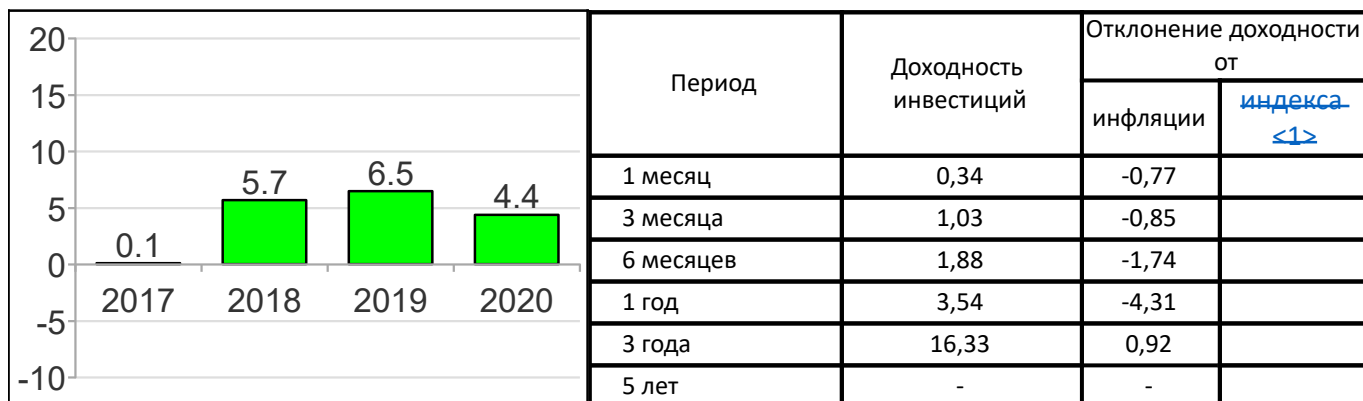 20
15
10
5
0
-5
-10
0.1
5.7
6.5
4.4
2017 2018 2019 2020
Период
Доходность
инвестиций
Отклонение доходности
от
инфляции
индекса
<1>
1 месяц 0,34 -0,77
3 месяца 1,03 -0,85
6 месяцев 1,88 -1,74
1 год 3,54 -4,31
3 года 16,33 0,92
5 лет - -